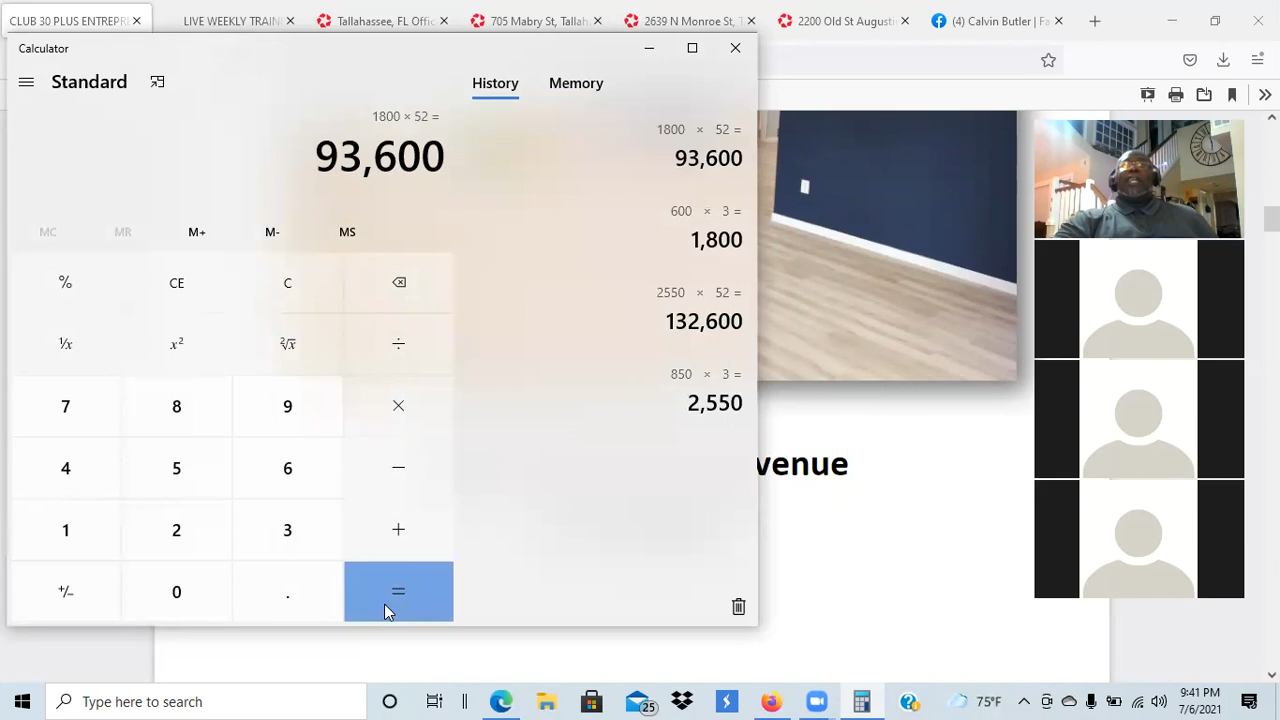 CLUB 30 PLUS ENTREPR
LIVE WEEKLY TRAINI
Tallahassee, FL Offic
705 Mabry St, Tallah
2639 N Monroe St, T
2200 Old St Augusti
(4) Calvin Butler | Fa
Calculator
Standard
History
Memory
1800 × 52 =
93,600
1800 × 52 =
93,600
600 × 3 =
1,800
2550 × 52 =
132,600
850 × 3 =
2,550
MC MR M+ M- MS
% CE C
¹/x x² ²√x ÷
7 8 9 ×
4 5 6 −
1 2 3 +
+/− 0 . =
venue
Type here to search
25
75°F
9:41 PM
7/6/2021